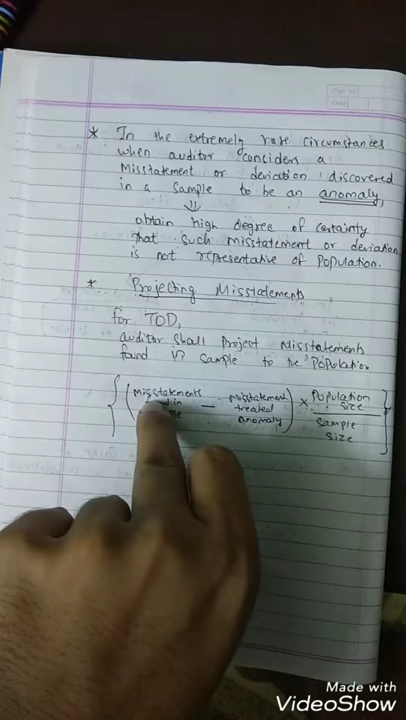 * In the extremely rare circumstances
when auditor considers a
Misstatement or deviation discovered
in a Sample to be an anomaly,
⇓
obtain high degree of certainty
that such misstatement or deviation
is not representative of Population.
* Projecting Misstatements
for TOD,
auditor shall project Misstatements
found in sample to the Population
{(Misstatements — Misstatement treated anomaly) × Population size / Sample size}
Made with
VideoShow